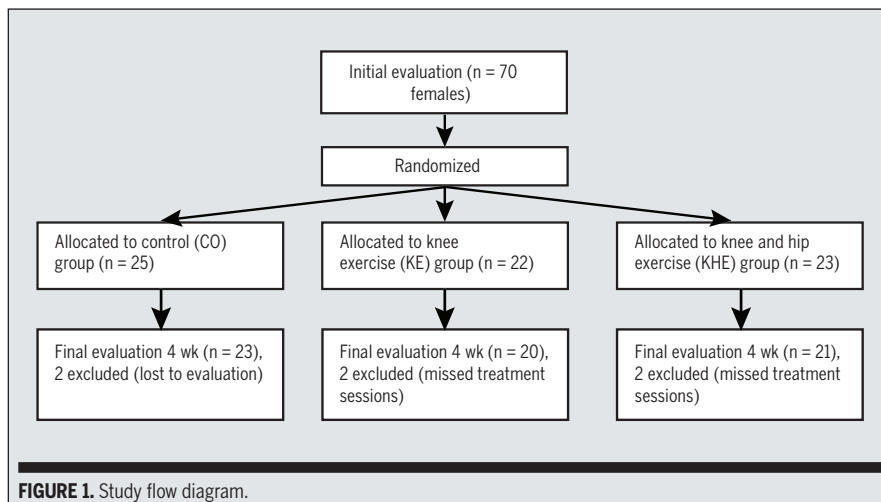 Initial evaluation (n = 70
females)
Randomized
Allocated to control (CO)
group (n = 25)
Allocated to knee
exercise (KE) group (n = 22)
Allocated to knee and hip
exercise (KHE) group (n = 23)
Final evaluation 4 wk (n = 23),
2 excluded (lost to evaluation)
Final evaluation 4 wk (n = 20),
2 excluded (missed treatment
sessions)
Final evaluation 4 wk (n = 21),
2 excluded (missed treatment
sessions)
FIGURE 1. Study flow diagram.